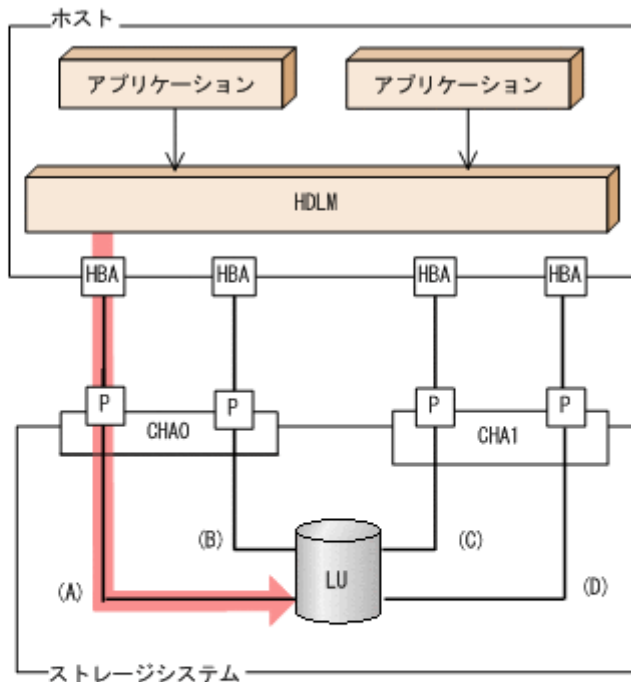 ホスト
アプリケーション
アプリケーション
HDLM
HBA
HBA
HBA
HBA
P
P
P
P
CHA0
CHA1
(B)
(C)
LU
(A)
(D)
ストレージシステム